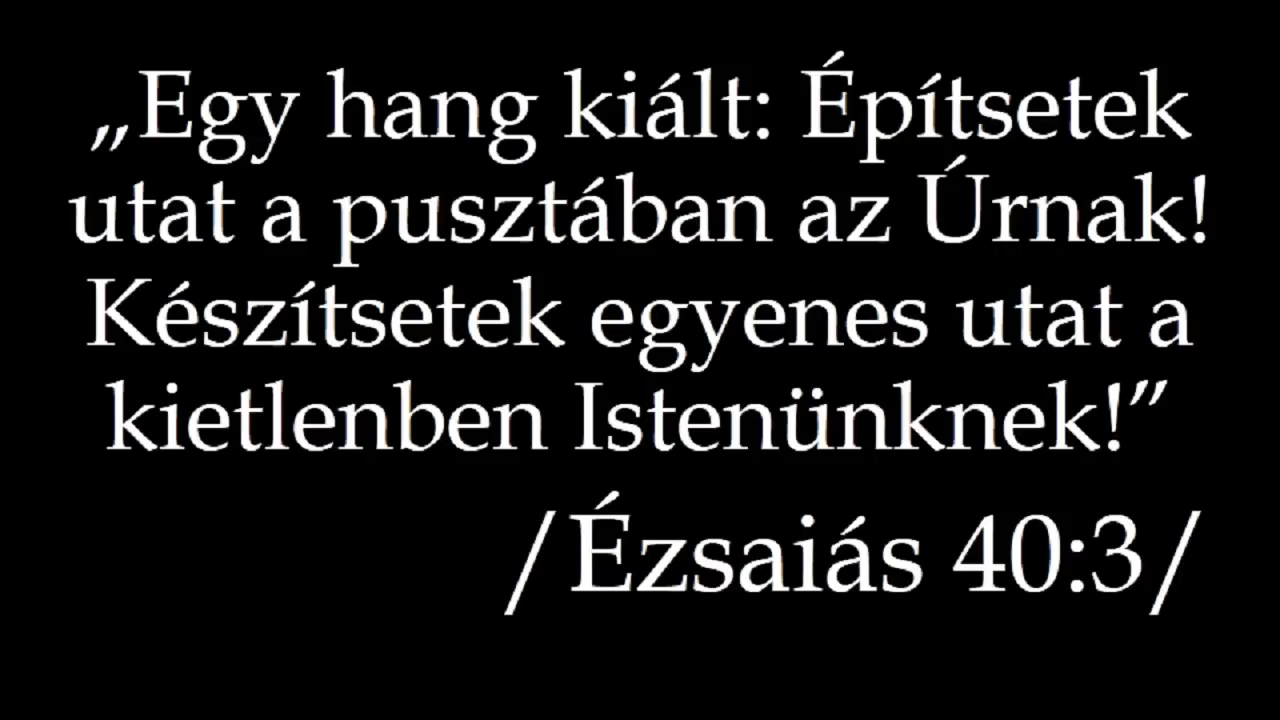 „Egy hang kiált: Építsetek
utat a pusztában az Úrnak!
Készítsetek egyenes utat a
kietlenben Istenünknek!”
/Ézsaiás 40:3/